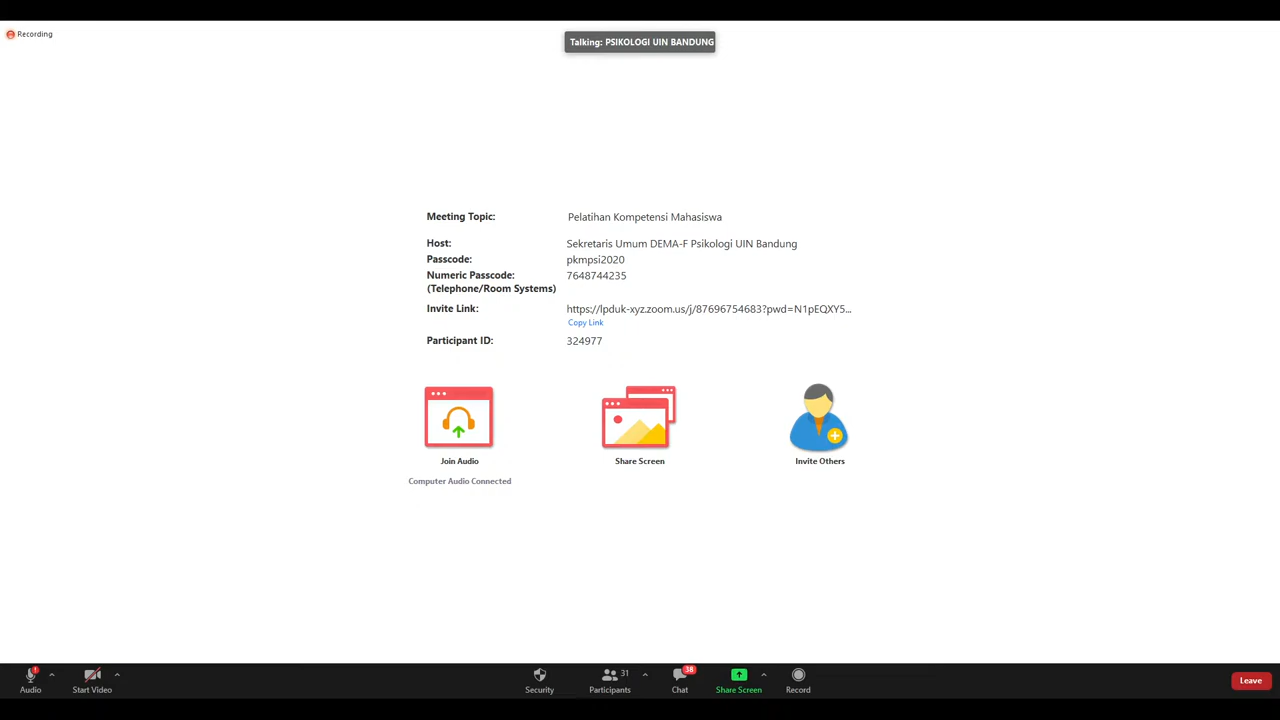 Recording
Talking: PSIKOLOGI UIN BANDUNG
Meeting Topic: Pelatihan Kompetensi Mahasiswa
Host: Sekretaris Umum DEMA-F Psikologi UIN Bandung
Passcode: pkmpsi2020
Numeric Passcode: 7648744235
(Telephone/Room Systems)
Invite Link: https://lpduk-xyz.zoom.us/j/87696754683?pwd=N1pEQXY5...
Copy Link
Participant ID: 324977
Join Audio Share Screen Invite Others
Computer Audio Connected
31 38
Audio Start Video Security Participants Chat Share Screen Record Leave